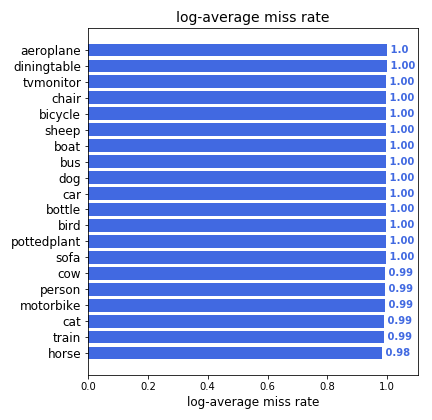 log-average miss rate
aeroplane 1.0
diningtable 1.00
tvmonitor 1.00
chair 1.00
bicycle 1.00
sheep 1.00
boat 1.00
bus 1.00
dog 1.00
car 1.00
bottle 1.00
bird 1.00
pottedplant 1.00
sofa 1.00
cow 0.99
person 0.99
motorbike 0.99
cat 0.99
train 0.99
horse 0.98
0.0 0.2 0.4 0.6 0.8 1.0
log-average miss rate